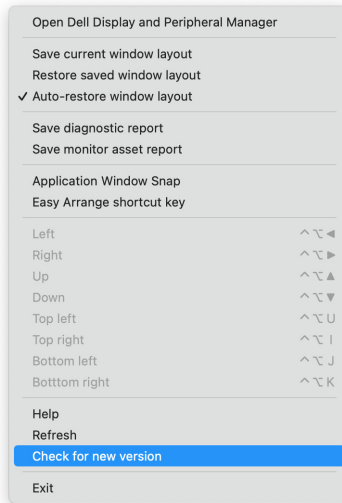 Open Dell Display and Peripheral Manager
Save current window layout
Restore saved window layout
✓ Auto-restore window layout
Save diagnostic report
Save monitor asset report
Application Window Snap
Easy Arrange shortcut key
Left ^⌥◀
Right ^⌥▶
Up ^⌥▲
Down ^⌥▼
Top left ^⌥U
Top right ^⌥I
Bottom left ^⌥J
Botttom right ^⌥K
Help
Refresh
Check for new version
Exit